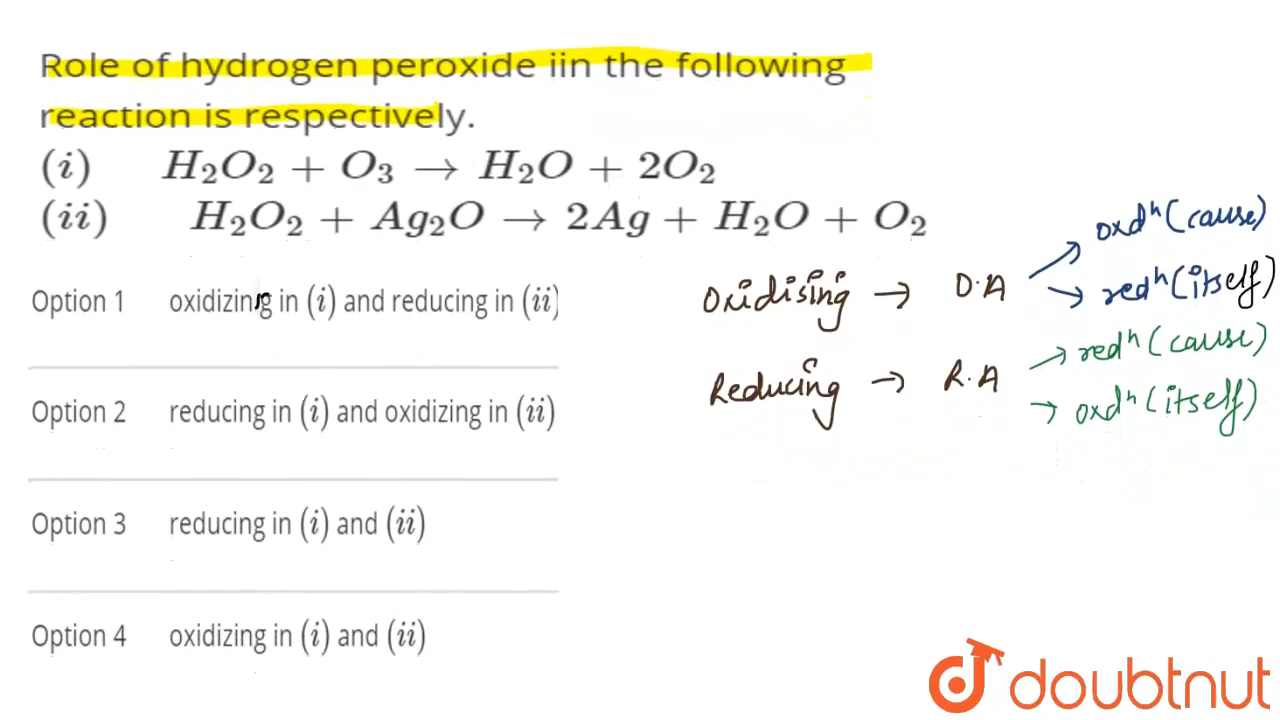 Role of hydrogen peroxide iin the following
reaction is respectively.
(i) H₂O₂ + O₃ → H₂O + 2O₂
(ii) H₂O₂ + Ag₂O → 2Ag + H₂O + O₂
Option 1 oxidizing in (i) and reducing in (ii)
Option 2 reducing in (i) and oxidizing in (ii)
Option 3 reducing in (i) and (ii)
Option 4 oxidizing in (i) and (ii)
Oxidising → O.A
→ oxdⁿ (cause)
→ redⁿ (itself)
Reducing → R.A
→ redⁿ (cause)
→ oxdⁿ (itself)
doubtnut